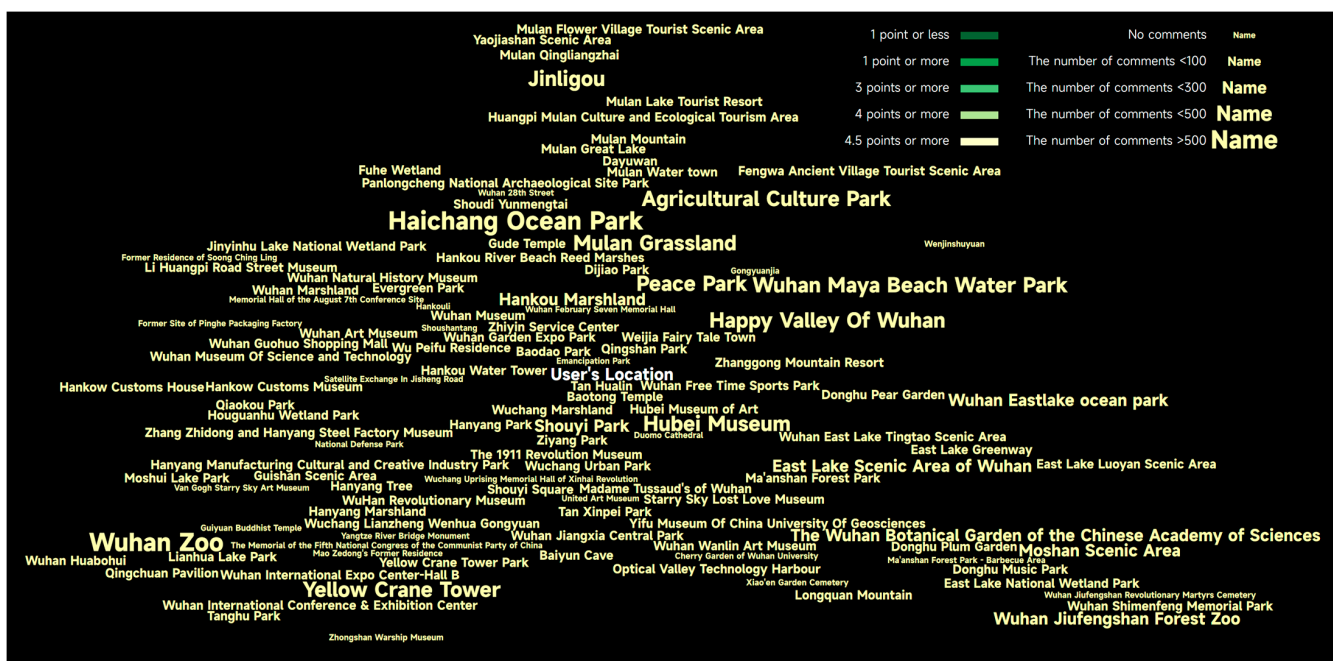 Mulan Flower Village Tourist Scenic Area
Yaojiashan Scenic Area
1 point or less
No comments Name
Mulan Qingliangzhai
1 point or more
The number of comments <100 Name
Jinligou
3 points or more
The number of comments <300 Name
Mulan Lake Tourist Resort
Huangpi Mulan Culture and Ecological Tourism Area
4 points or more
The number of comments <500 Name
Mulan Mountain
4.5 points or more
The number of comments >500 Name
Mulan Great Lake
Dayuwan
Fuhe Wetland
Mulan Water town
Fengwa Ancient Village Tourist Scenic Area
Panlongcheng National Archaeological Site Park
Wuhan 28th Street
Shoudi Yunmengtai
Agricultural Culture Park
Haichang Ocean Park
Jinyinhu Lake National Wetland Park
Gude Temple
Mulan Grassland
Wenjinshuyuan
Former Residence of Soong Ching Ling
Hankou River Beach Reed Marshes
Li Huangpi Road Street Museum
Dijiao Park
Gongyuanjia
Wuhan Natural History Museum
Wuhan Marshland
Evergreen Park
Peace Park
Wuhan Maya Beach Water Park
Memorial Hall of the August 7th Conference Site
Hankou Marshland
Hankouli
Wuhan February Seven Memorial Hall
Wuhan Museum
Former Site of Pinghe Packaging Factory
Shoushantang
Zhiyin Service Center
Happy Valley Of Wuhan
Wuhan Art Museum
Wuhan Garden Expo Park
Weijia Fairy Tale Town
Wuhan Guohuo Shopping Mall
Wu Peifu Residence
Baodao Park
Qingshan Park
Wuhan Museum Of Science and Technology
Emancipation Park
Zhanggong Mountain Resort
Hankou Water Tower
User's Location
Satellite Exchange In Jisheng Road
Hankow Customs House
Hankow Customs Museum
Tan Hualin
Wuhan Free Time Sports Park
Baotong Temple
Donghu Pear Garden
Wuhan Eastlake ocean park
Qiaokou Park
Houguanhu Wetland Park
Wuchang Marshland
Hubei Museum of Art
Hanyang Park
Shouyi Park
Hubei Museum
Zhang Zhidong and Hanyang Steel Factory Museum
Duomo Cathedral
Wuhan East Lake Tingtao Scenic Area
National Defense Park
Ziyang Park
East Lake Greenway
The 1911 Revolution Museum
Hanyang Manufacturing Cultural and Creative Industry Park
Wuchang Urban Park
East Lake Scenic Area of Wuhan
East Lake Luoyan Scenic Area
Moshui Lake Park
Guishan Scenic Area
Wuchang Uprising Memorial Hall of Xinhai Revolution
Ma'anshan Forest Park
Van Gogh Starry Sky Art Museum
Hanyang Tree
Shouyi Square
Madame Tussaud's of Wuhan
WuHan Revolutionary Museum
United Art Museum
Starry Sky Lost Love Museum
Hanyang Marshland
Tan Xinpei Park
Guiyuan Buddhist Temple
Wuchang Lianzheng Wenhua Gongyuan
Yifu Museum Of China University Of Geosciences
Wuhan Zoo
Yangtze River Bridge Monument
Wuhan Jiangxia Central Park
The Wuhan Botanical Garden of the Chinese Academy of Sciences
The Memorial of the Fifth National Congress of the Communist Party of China
Wuhan Wanlin Art Museum
Donghu Plum Garden
Moshan Scenic Area
Wuhan Huabohui
Lianhua Lake Park
Mao Zedong's Former Residence
Baiyun Cave
Cherry Garden of Wuhan University
Yellow Crane Tower Park
Ma'anshan Forest Park - Barbecue Area
Qingchuan Pavilion
Wuhan International Expo Center-Hall B
Optical Valley Technology Harbour
Donghu Music Park
Yellow Crane Tower
Xiao'en Garden Cemetery
East Lake National Wetland Park
Longquan Mountain
Wuhan Jiufengshan Revolutionary Martyrs Cemetery
Wuhan International Conference & Exhibition Center
Wuhan Shimenfeng Memorial Park
Tanghu Park
Wuhan Jiufengshan Forest Zoo
Zhongshan Warship Museum